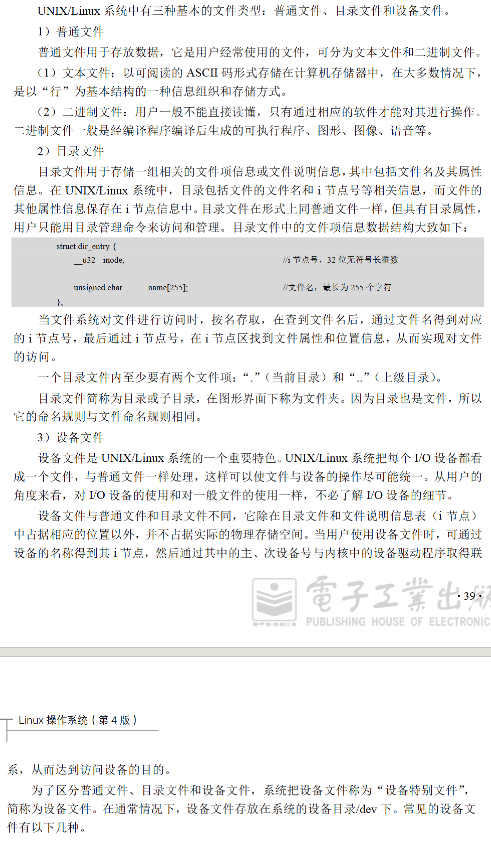 UNIX/Linux 系统中有三种基本的文件类型：普通文件、目录文件和设备文件。
1）普通文件
普通文件用于存放数据，它是用户经常使用的文件，可分为文本文件和二进制文件。
（1）文本文件：以可阅读的 ASCII 码形式存储在计算机存储器中，在大多数情况下，
是以“行”为基本结构的一种信息组织和存储方式。
（2）二进制文件：用户一般不能直接读懂，只有通过相应的软件才能对其进行操作。
二进制文件一般是经编译程序编译后生成的可执行程序、图形、图像、语音等。
2）目录文件
目录文件用于存储一组相关的文件项信息或文件说明信息，其中包括文件名及其属性
信息。在 UNIX/Linux 系统中，目录包括文件的文件名和 i 节点号等相关信息，而文件的
其他属性信息保存在 i 节点信息中。目录文件在形式上同普通文件一样，但具有目录属性，
用户只能用目录管理命令来访问和管理。目录文件中的文件项信息数据结构大致如下：
struct dir_entry {
__u32 inode; //i 节点号，32 位无符号长整数
unsigned char name[255]; //文件名，最长为 255 个字符
};
当文件系统对文件进行访问时，按名存取，在查到文件名后，通过文件名得到对应
的 i 节点号，最后通过 i 节点号，在 i 节点区找到文件属性和位置信息，从而实现对文件
的访问。
一个目录文件内至少要有两个文件项：“.”（当前目录）和“..”（上级目录）。
目录文件简称为目录或子目录，在图形界面下称为文件夹。因为目录也是文件，所以
它的命名规则与文件命名规则相同。
3）设备文件
设备文件是 UNIX/Linux 系统的一个重要特色。UNIX/Linux 系统把每个 I/O 设备都看
成一个文件，与普通文件一样处理，这样可以使文件与设备的操作尽可能统一。从用户的
角度来看，对 I/O 设备的使用和对一般文件的使用一样，不必了解 I/O 设备的细节。
设备文件与普通文件和目录文件不同，它除在目录文件和文件说明信息表（i 节点）
中占据相应的位置以外，并不占据实际的物理存储空间。当用户使用设备文件时，可通过
设备的名称得到其 i 节点，然后通过其中的主、次设备号与内核中的设备驱动程序取得联
電子工業出版
·39·
PUBLISHING HOUSE OF ELECTRONIC
Linux 操作系统（第 4 版）
系，从而达到访问设备的目的。
为了区分普通文件、目录文件和设备文件，系统把设备文件称为“设备特别文件”，
简称为设备文件。在通常情况下，设备文件存放在系统的设备目录/dev 下。常见的设备文
件有以下几种。